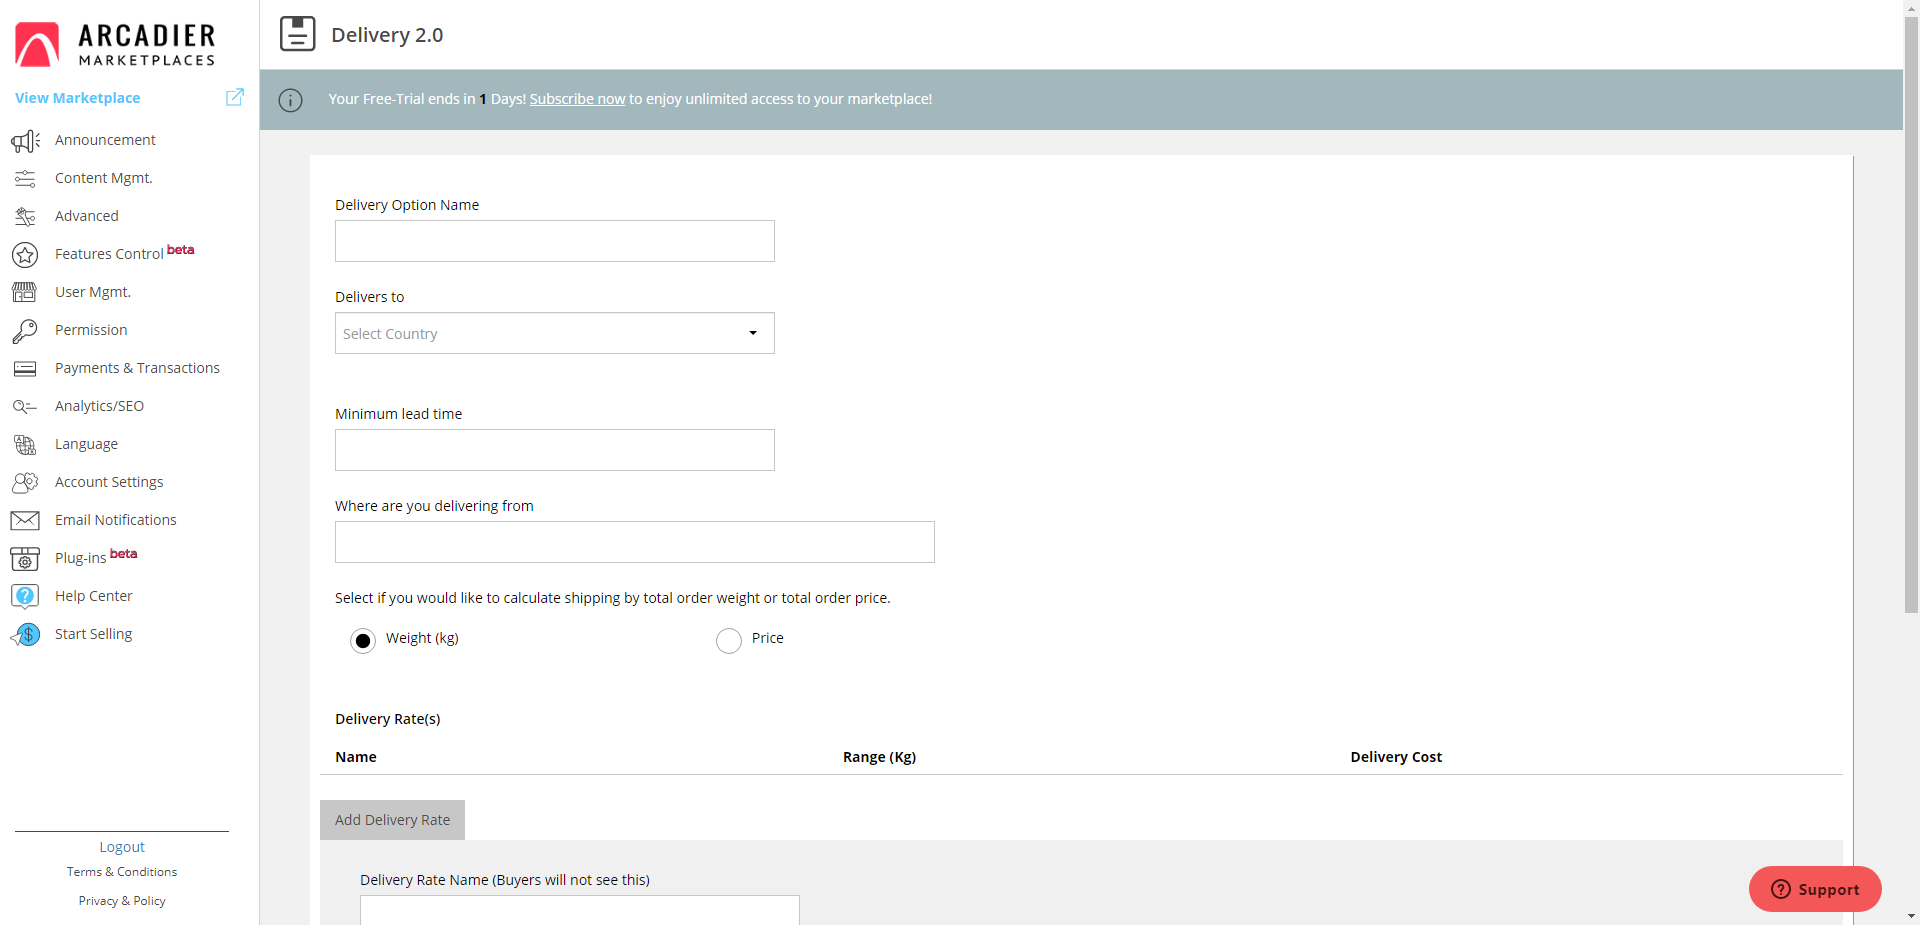 ARCADIER
MARKETPLACES
View Marketplace
Announcement
Content Mgmt.
Advanced
Features Control beta
User Mgmt.
Permission
Payments & Transactions
Analytics/SEO
Language
Account Settings
Email Notifications
Plug-ins beta
Help Center
Start Selling
Logout
Terms & Conditions
Privacy & Policy
Delivery 2.0
Your Free-Trial ends in 1 Days! Subscribe now to enjoy unlimited access to your marketplace!
Delivery Option Name
Delivers to
Select Country
Minimum lead time
Where are you delivering from
Select if you would like to calculate shipping by total order weight or total order price.
Weight (kg) Price
Delivery Rate(s)
Name Range (Kg) Delivery Cost
Add Delivery Rate
Delivery Rate Name (Buyers will not see this)
Support